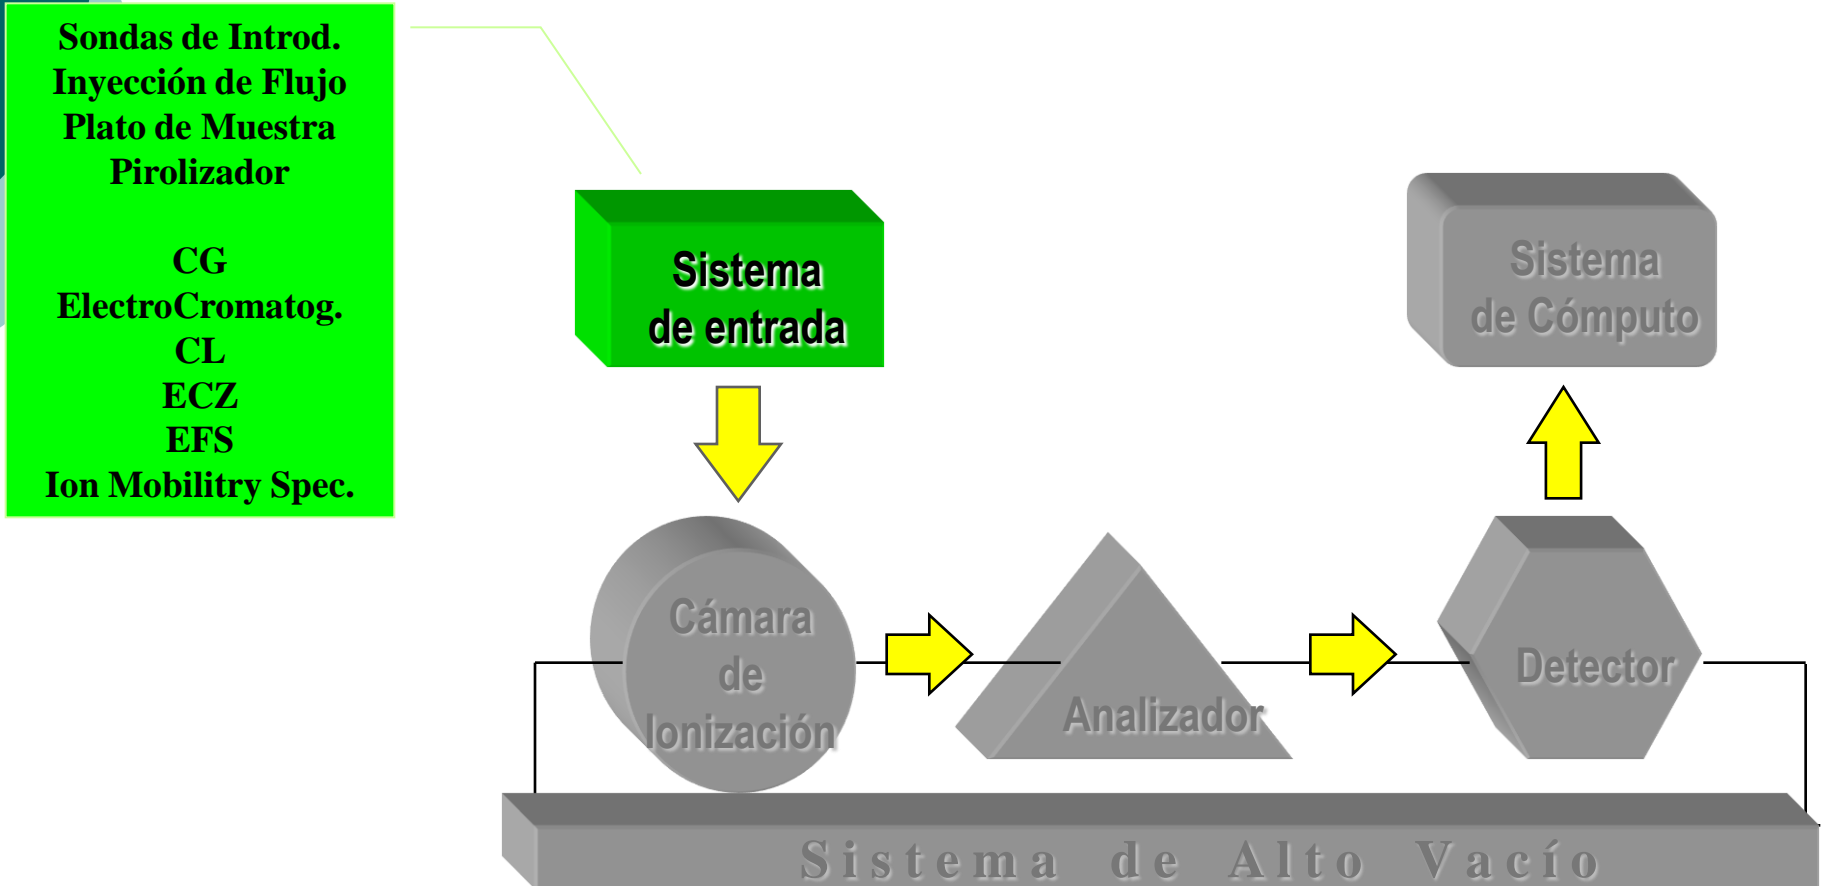 Sondas de Introd.
Inyección de Flujo
Plato de Muestra
Pirolizador
CG
ElectroCromatog.
CL
ECZ
EFS
Ion Mobilitry Spec.
Sistema
de entrada
Sistema
de Cómputo
Cámara
de
Ionización
Analizador
Detector
Sistema de Alto Vacío